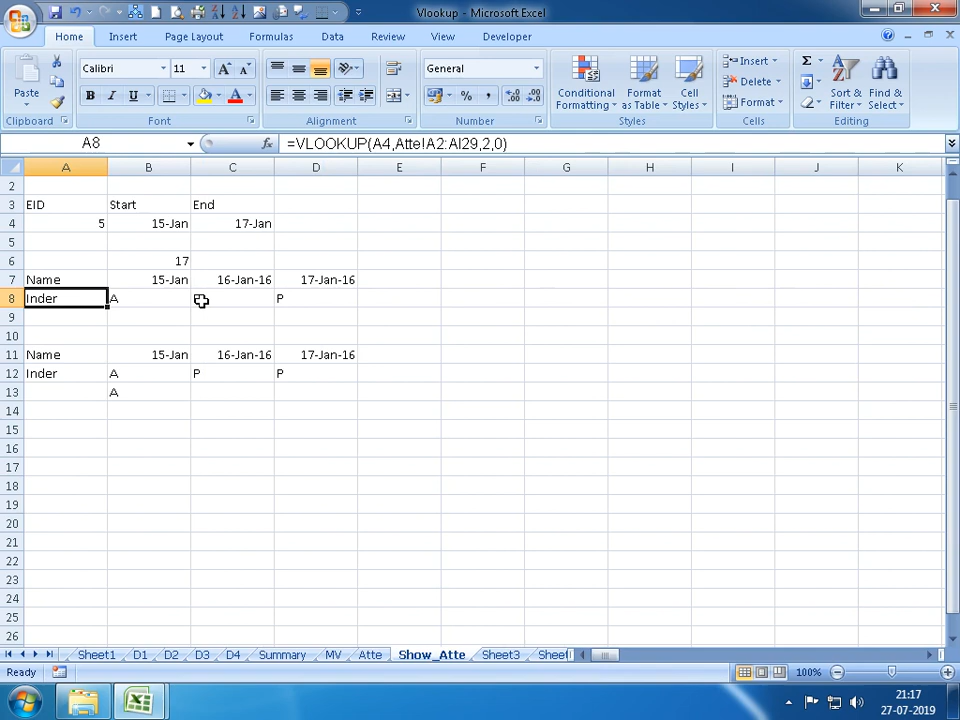 Vlookup - Microsoft Excel
Home Insert Page Layout Formulas Data Review View Developer
Paste Calibri 11 A A General Conditional Formatting Format as Table Cell Styles Insert Delete Format Sort & Filter Find & Select
B I U A % , .0 .00 Σ
Clipboard Font Alignment Number Styles Cells Editing
A8 fx =VLOOKUP(A4,Atte!A2:AI29,2,0)
A B C D E F G H I J K
2
3 EID Start End
4 5 15-Jan 17-Jan
5
6 17
7 Name 15-Jan 16-Jan-16 17-Jan-16
8 Inder A P
9
10
11 Name 15-Jan 16-Jan-16 17-Jan-16
12 Inder A P P
13 A
14
15
16
17
18
19
20
21
22
23
24
25
26
Sheet1 D1 D2 D3 D4 Summary MV Atte Show_Atte Sheet3
Ready 100%
21:17
27-07-2019